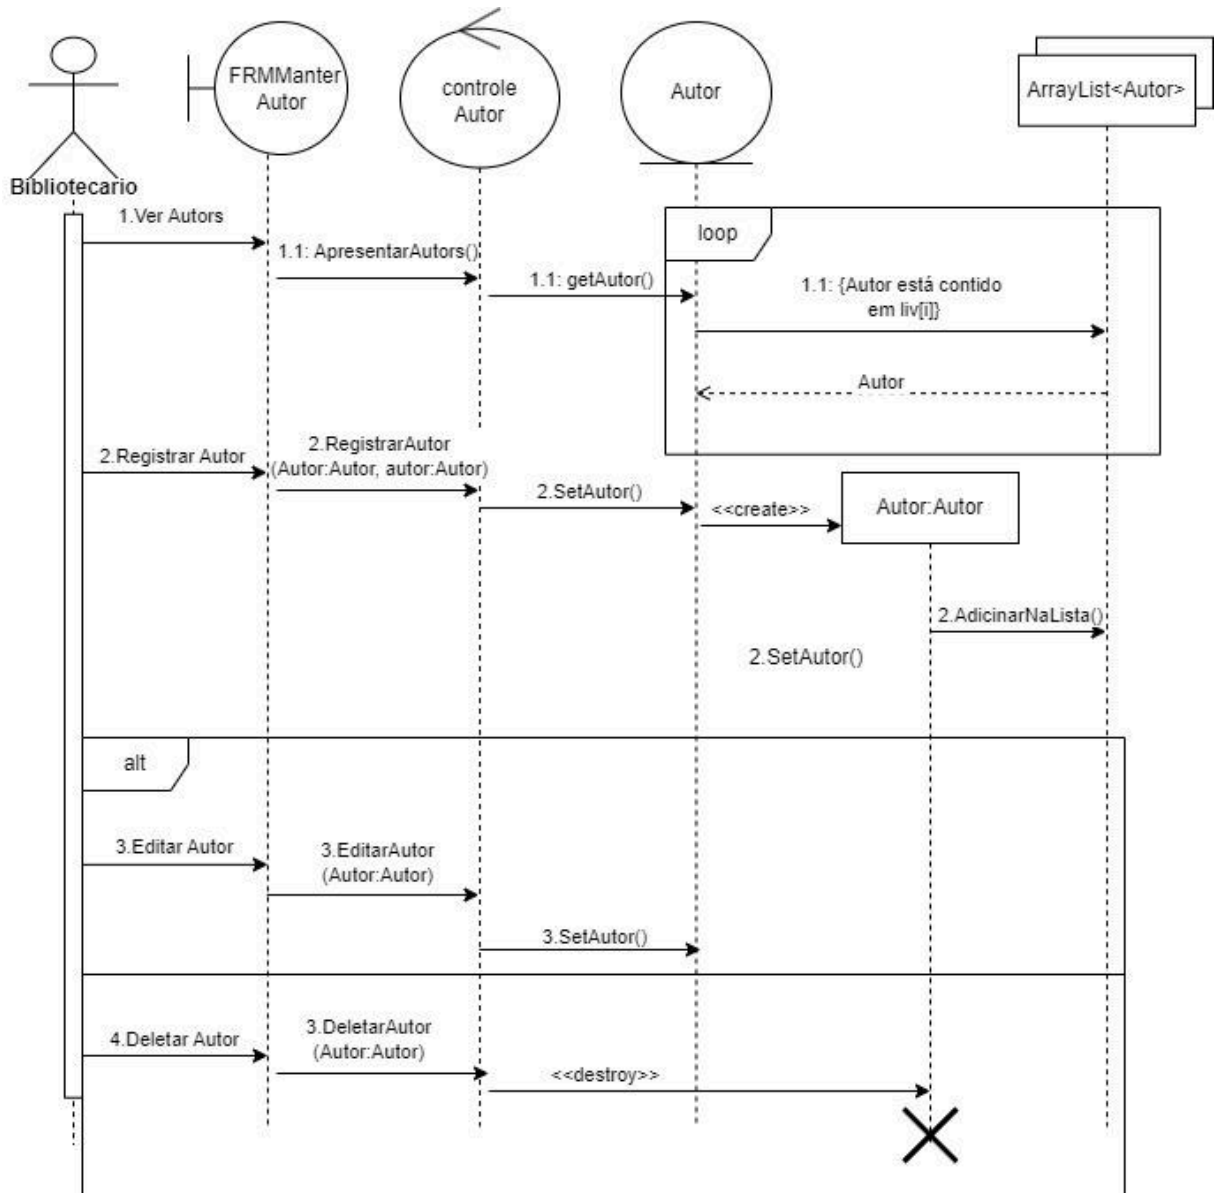 FRMManter
Autor
controle
Autor
Autor
ArrayList<Autor>
Bibliotecario
1.Ver Autors
loop
1.1: ApresentarAutors()
1.1: getAutor()
1.1: {Autor está contido
em liv[i]}
Autor
2.Registrar Autor
2.RegistrarAutor
(Autor:Autor, autor:Autor)
2.SetAutor()
<<create>>
Autor:Autor
2.AdicinarNaLista()
2.SetAutor()
alt
3.Editar Autor
3.EditarAutor
(Autor:Autor)
3.SetAutor()
4.Deletar Autor
3.DeletarAutor
(Autor:Autor)
<<destroy>>